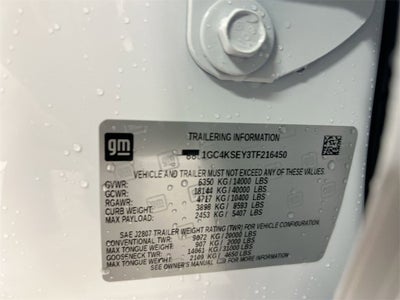 gm
TRAILERING INFORMATION
1GC4KSEY3TF216450
VEHICLE AND TRAILER MUST NOT EXCEED ANY OF THESE VALUES
GVWR: 6350 KG / 14000 LBS
GCWR: 18144 KG / 40000 LBS
RGAWR: 4717 KG / 10400 LBS
CURB WEIGHT: 3898 KG / 8593 LBS
MAX PAYLOAD: 2453 KG / 5407 LBS
SAE J2807 TRAILER WEIGHT RATING (TWR) FOR VEHICLE
CONVENTIONAL TWR: 9072 KG / 20000 LBS
MAX TONGUE WEIGHT: 907 KG / 2000 LBS
GOOSENECK TWR: 14061 KG / 31000 LBS
MAX TONGUE WEIGHT: 2109 KG / 4650 LBS
SEE OWNER'S MANUAL FOR ADDITIONAL INFORMATION